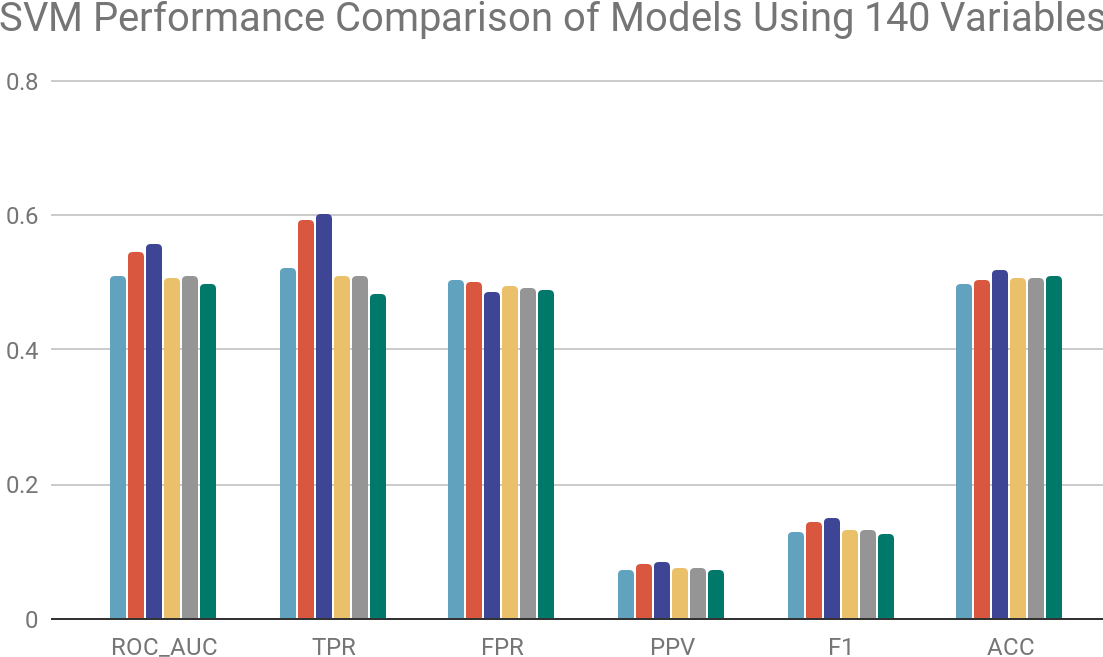 SVM Performance Comparison of Models Using 140 Variables
0.8
0.6
0.4
0.2
0
ROC_AUC TPR FPR PPV F1 ACC